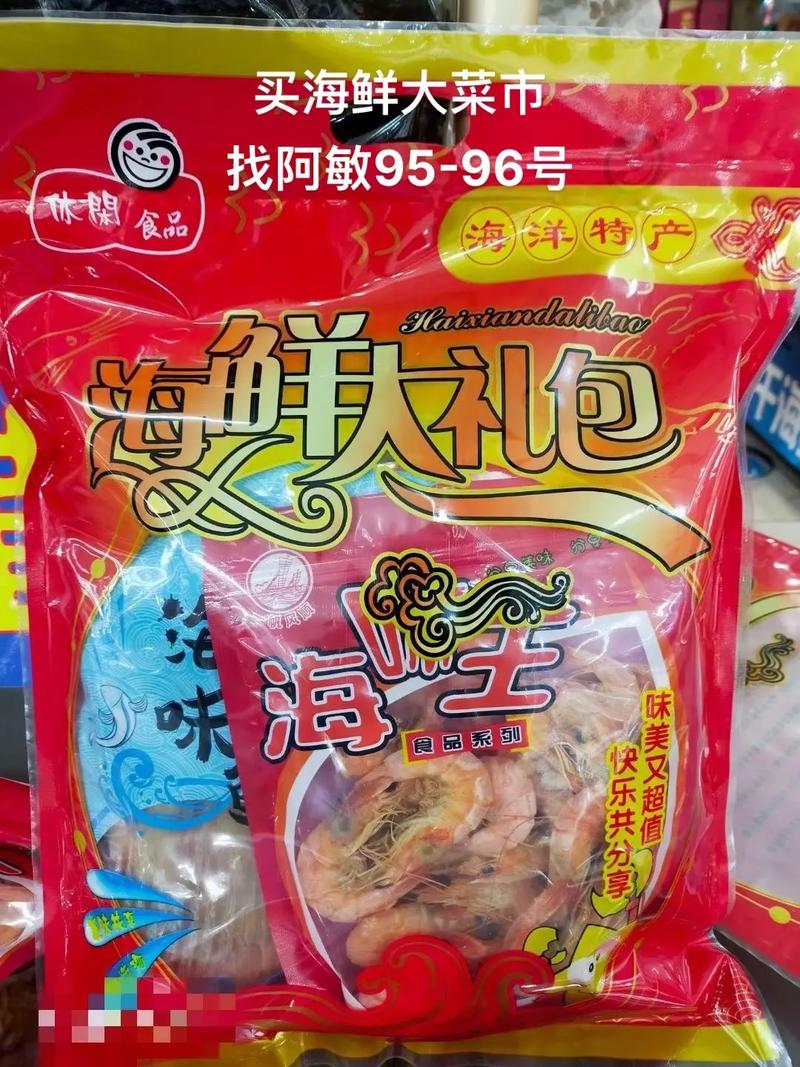 买海鲜大菜市
找阿敏95-96号
休閑 食品
海洋特产
Haixiandalibao
海鲜大礼包
海味王
食品系列
味美又超值
快乐共分享
海味